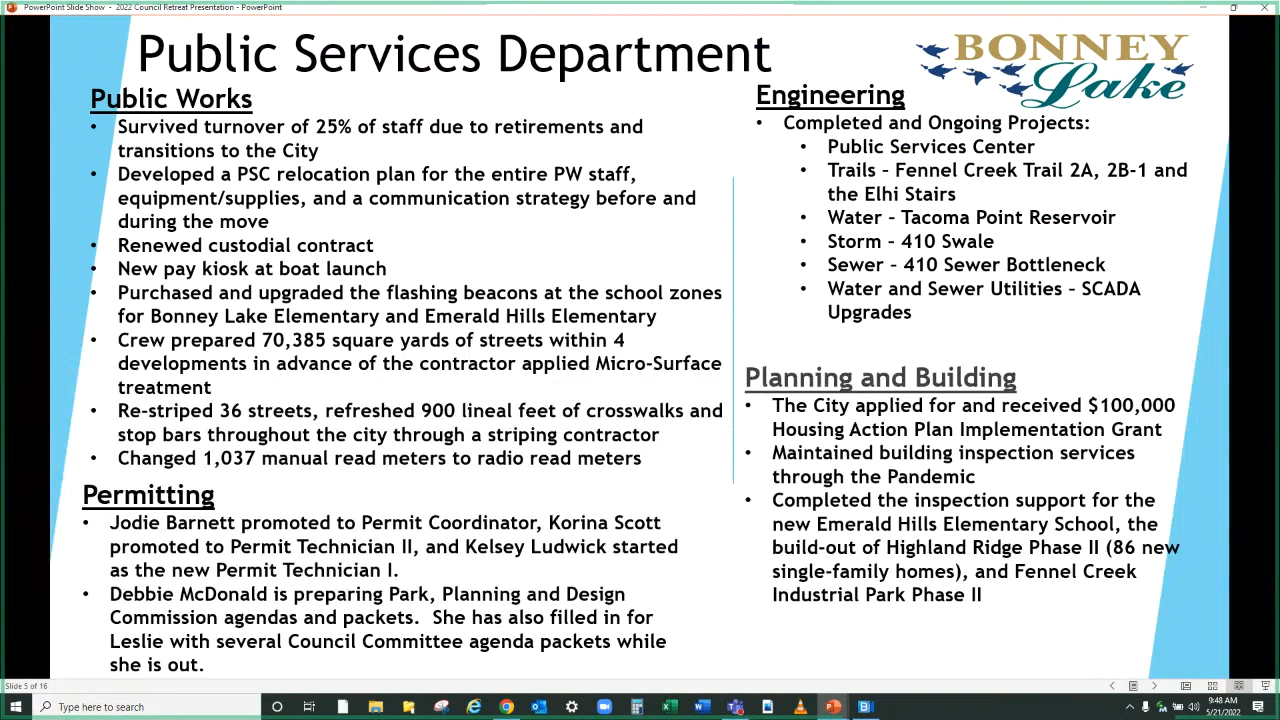 PowerPoint Slide Show - 2022 Council Retreat Presentation - PowerPoint
Public Services Department
BONNEY
Lake
Public Works
• Survived turnover of 25% of staff due to retirements and
transitions to the City
• Developed a PSC relocation plan for the entire PW staff,
equipment/supplies, and a communication strategy before and
during the move
• Renewed custodial contract
• New pay kiosk at boat launch
• Purchased and upgraded the flashing beacons at the school zones
for Bonney Lake Elementary and Emerald Hills Elementary
• Crew prepared 70,385 square yards of streets within 4
developments in advance of the contractor applied Micro-Surface
treatment
• Re-striped 36 streets, refreshed 900 lineal feet of crosswalks and
stop bars throughout the city through a striping contractor
• Changed 1,037 manual read meters to radio read meters
Permitting
• Jodie Barnett promoted to Permit Coordinator, Korina Scott
promoted to Permit Technician II, and Kelsey Ludwick started
as the new Permit Technician I.
• Debbie McDonald is preparing Park, Planning and Design
Commission agendas and packets. She has also filled in for
Leslie with several Council Committee agenda packets while
she is out.
Engineering
• Completed and Ongoing Projects:
• Public Services Center
• Trails – Fennel Creek Trail 2A, 2B-1 and
the Elhi Stairs
• Water – Tacoma Point Reservoir
• Storm – 410 Swale
• Sewer – 410 Sewer Bottleneck
• Water and Sewer Utilities – SCADA
Upgrades
Planning and Building
• The City applied for and received $100,000
Housing Action Plan Implementation Grant
• Maintained building inspection services
through the Pandemic
• Completed the inspection support for the
new Emerald Hills Elementary School, the
build-out of Highland Ridge Phase II (86 new
single-family homes), and Fennel Creek
Industrial Park Phase II
Slide 5 of 16
Type here to search
9:48 AM
5/21/2022